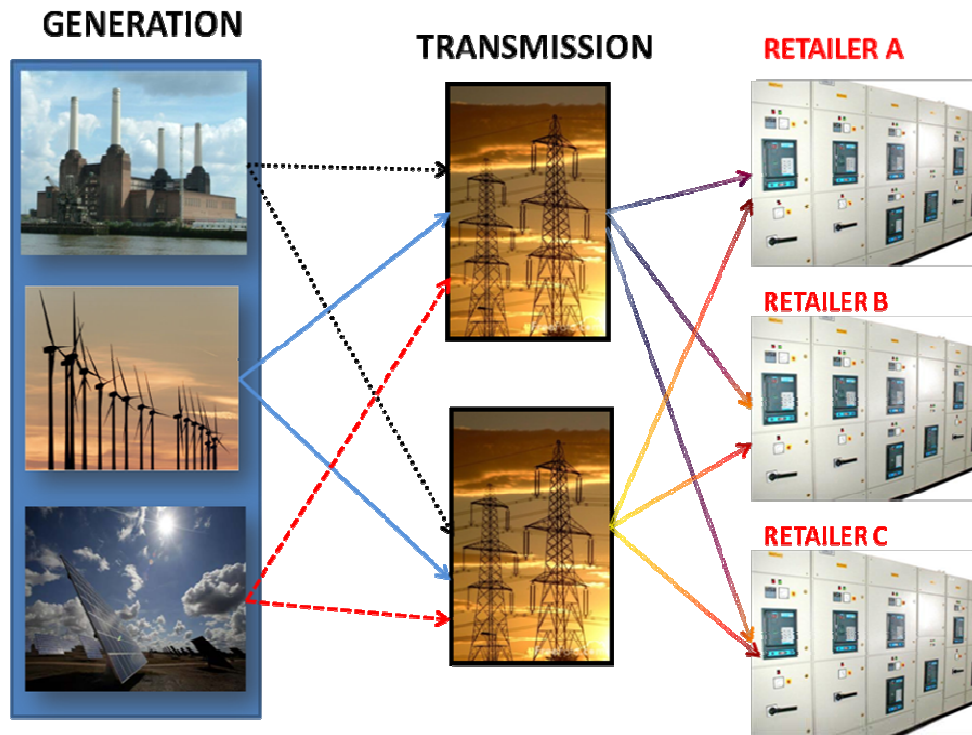 GENERATION
TRANSMISSION
RETAILER A
RETAILER B
RETAILER C